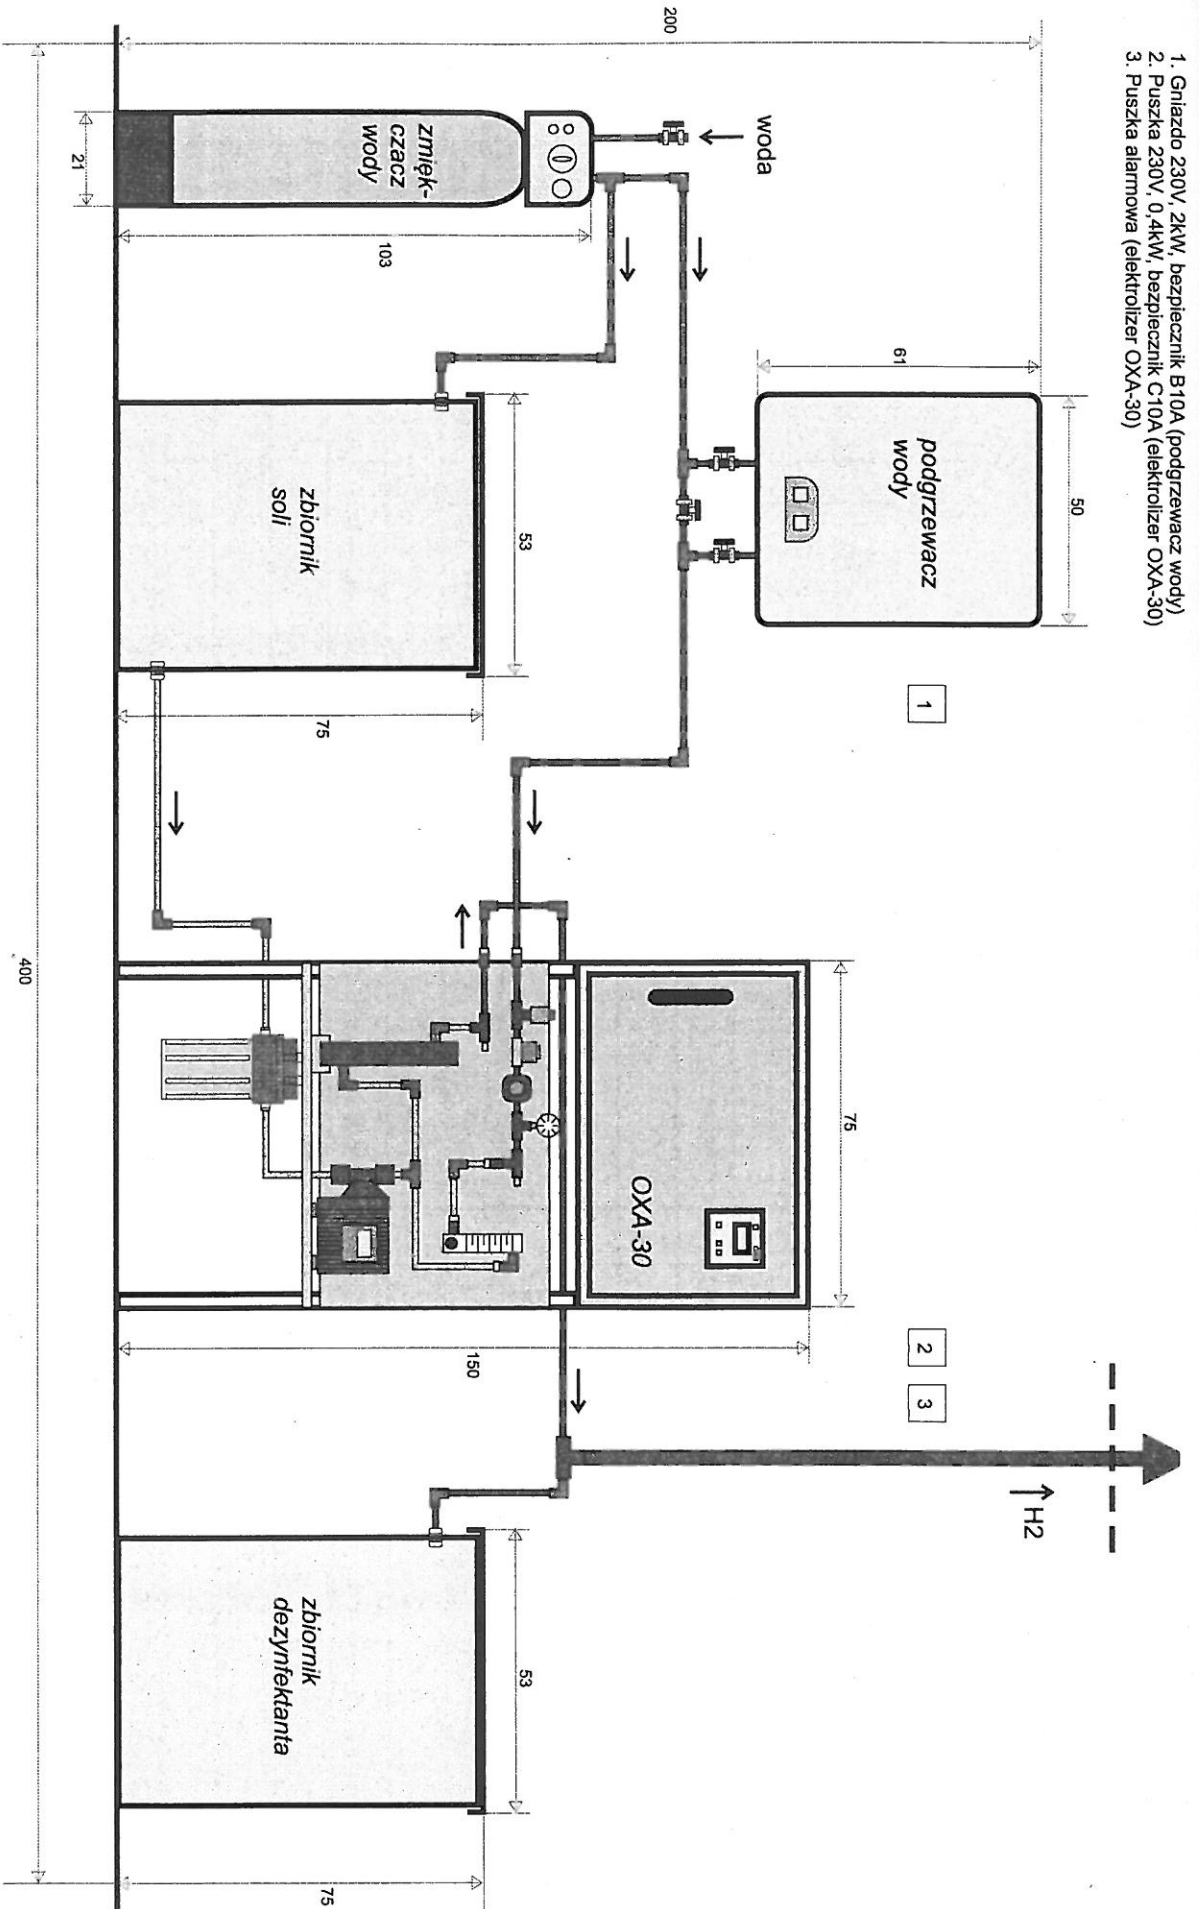 1. Gniazdo 230V, 2kW, bezpiecznik B10A (podgrzewacz wody)
2. Puszka 230V, 0,4kW, bezpiecznik C10A (elektrolizer OXA-30)
3. Puszka alarmowa (elektrolizer OXA-30)
200
woda
zmięk-
czacz
wody
21
103
61
50
podgrzewacz
wody
1
53
zbiornik
soli
75
75
OXA-30
150
2
3
H2
53
zbiornik
dezynfektanta
75
400